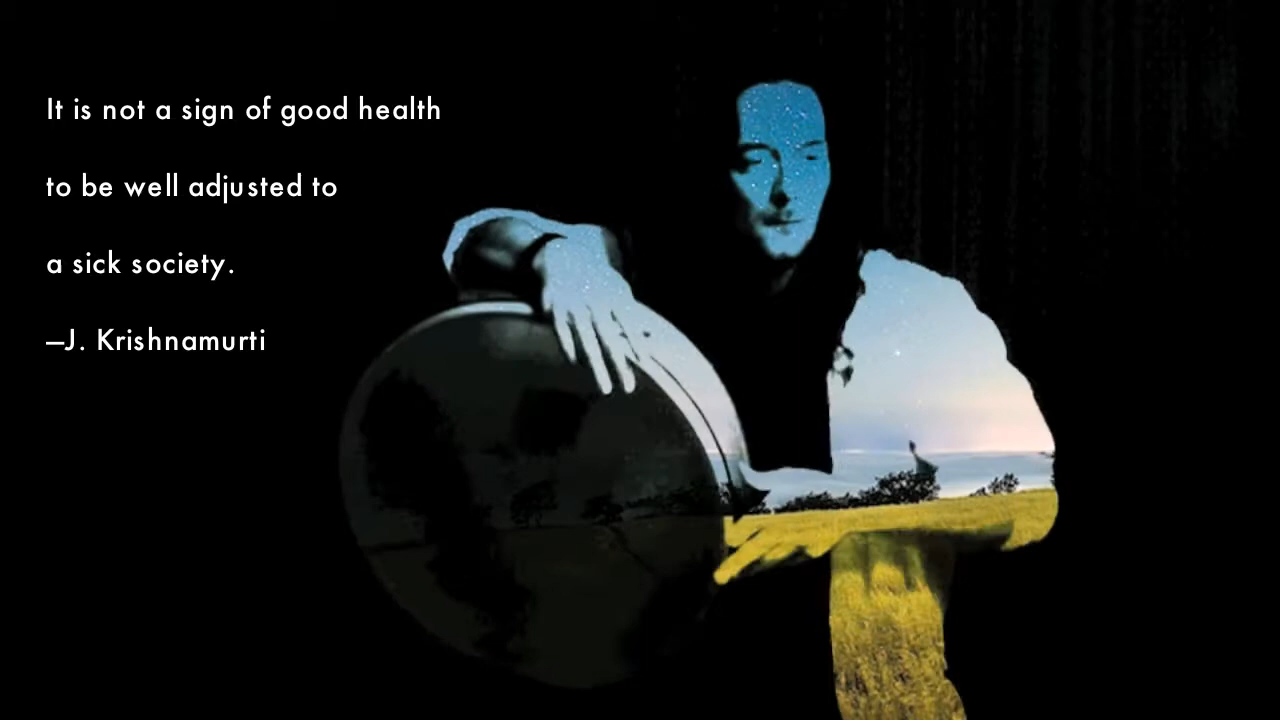 It is not a sign of good health
to be well adjusted to
a sick society.
—J. Krishnamurti